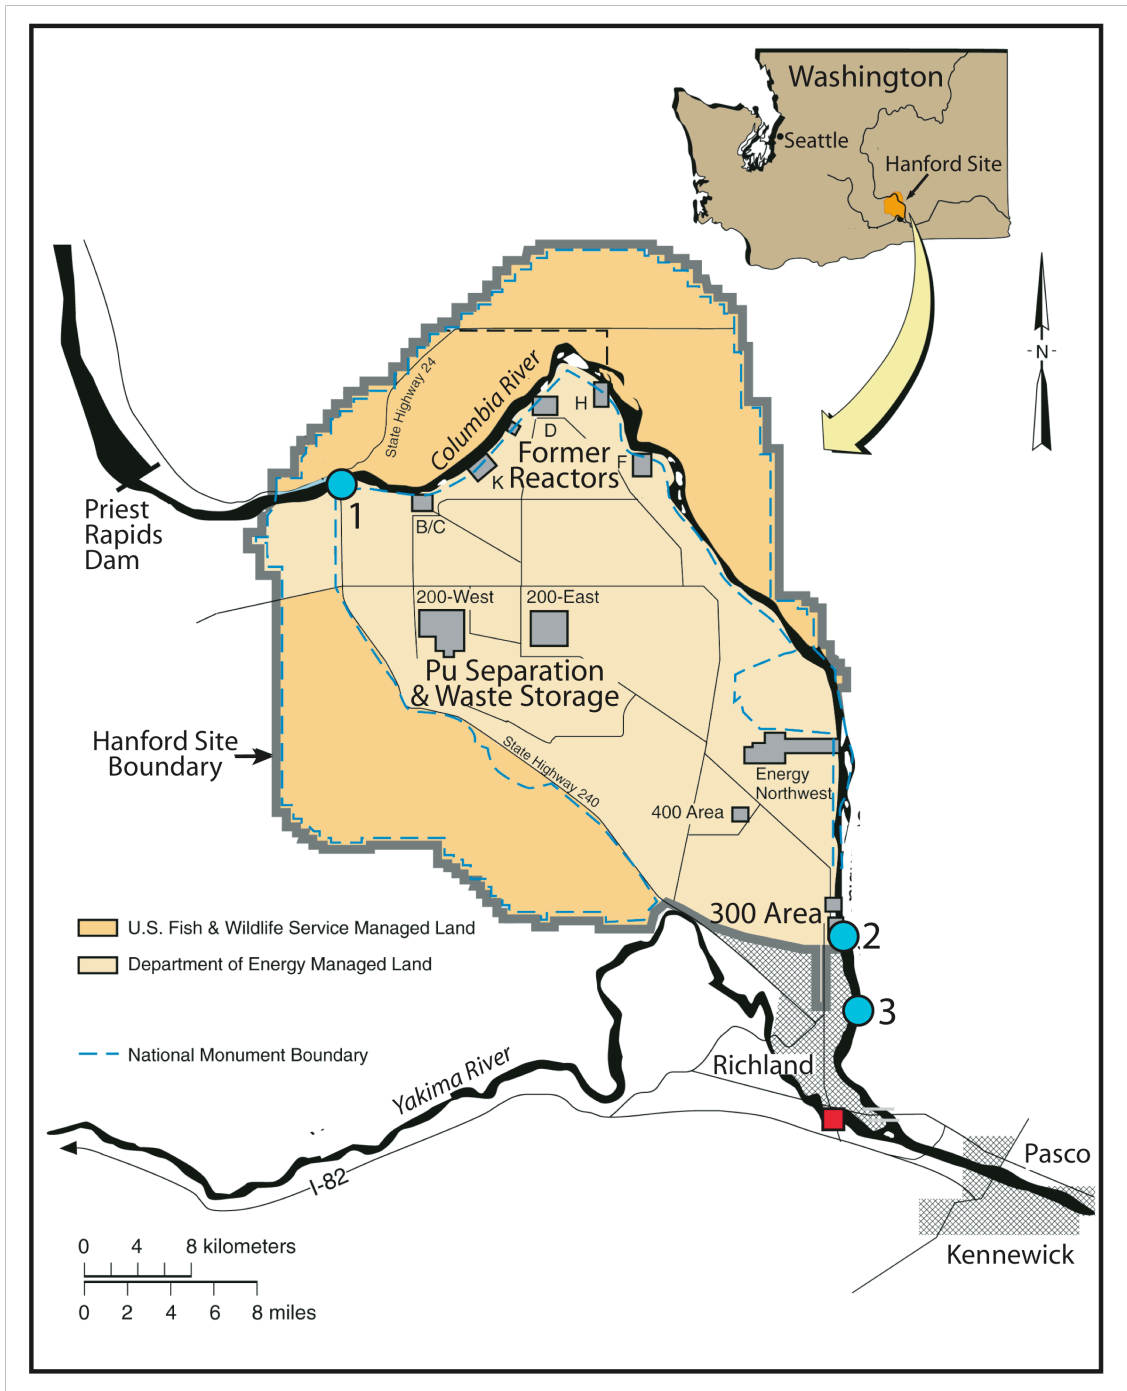 Washington
Seattle
Hanford Site
-N-
State Highway 24
Columbia River
H
D
Former
Reactors
F
K
B/C
1
Priest
Rapids
Dam
200-West
200-East
Pu Separation
& Waste Storage
Hanford Site
Boundary
State Highway 240
Energy
Northwest
400 Area
300 Area
2
3
U.S. Fish & Wildlife Service Managed Land
Department of Energy Managed Land
National Monument Boundary
Richland
Yakima River
I-82
Pasco
Kennewick
0 4 8 kilometers
0 2 4 6 8 miles